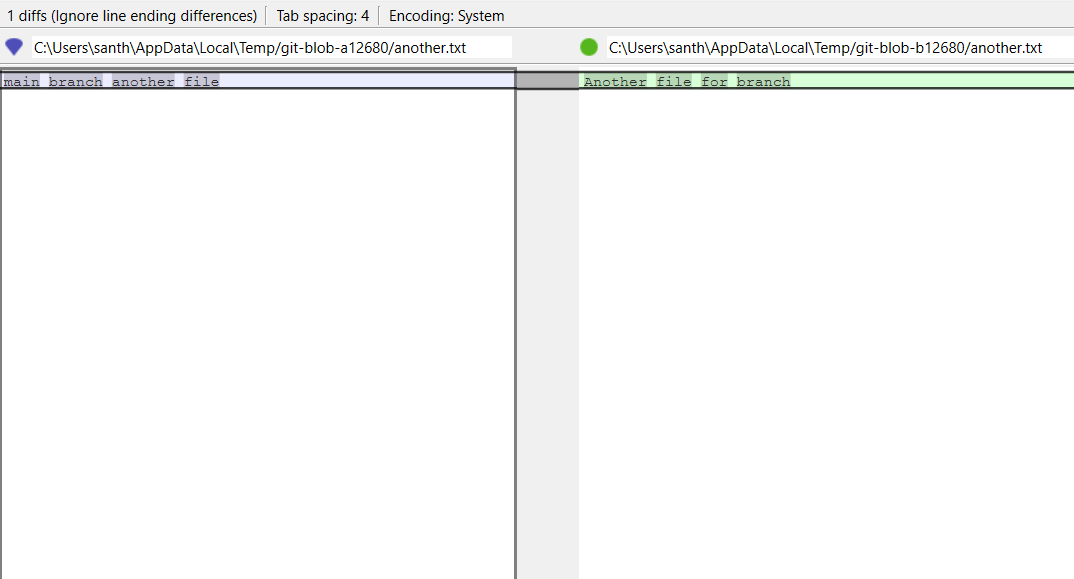 1 diffs (Ignore line ending differences) Tab spacing: 4 Encoding: System
C:\Users\santh\AppData\Local\Temp/git-blob-a12680/another.txt C:\Users\santh\AppData\Local\Temp/git-blob-b12680/another.txt
main branch another file Another file for branch